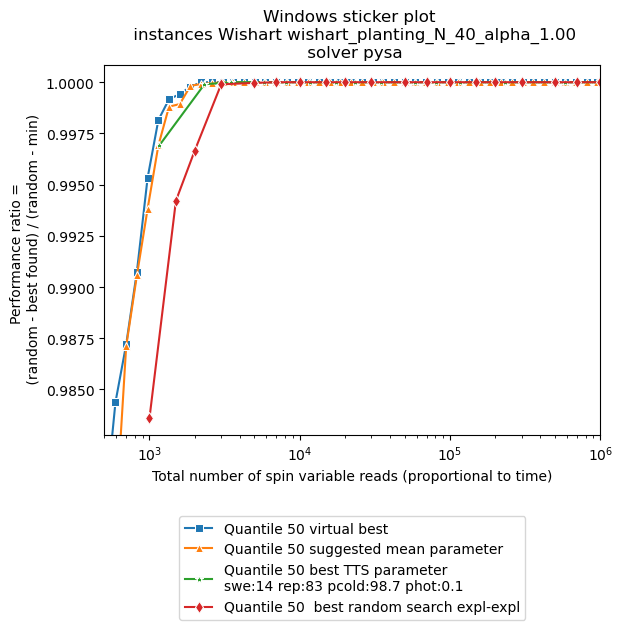 Windows sticker plot
instances Wishart wishart_planting_N_40_alpha_1.00
solver pysa
Performance ratio =
(random - best found) / (random - min)
1.0000
0.9975
0.9950
0.9925
0.9900
0.9875
0.9850
10³
10⁴
10⁵
10⁶
Total number of spin variable reads (proportional to time)
Quantile 50 virtual best
Quantile 50 suggested mean parameter
Quantile 50 best TTS parameter
swe:14 rep:83 pcold:98.7 phot:0.1
Quantile 50  best random search expl-expl